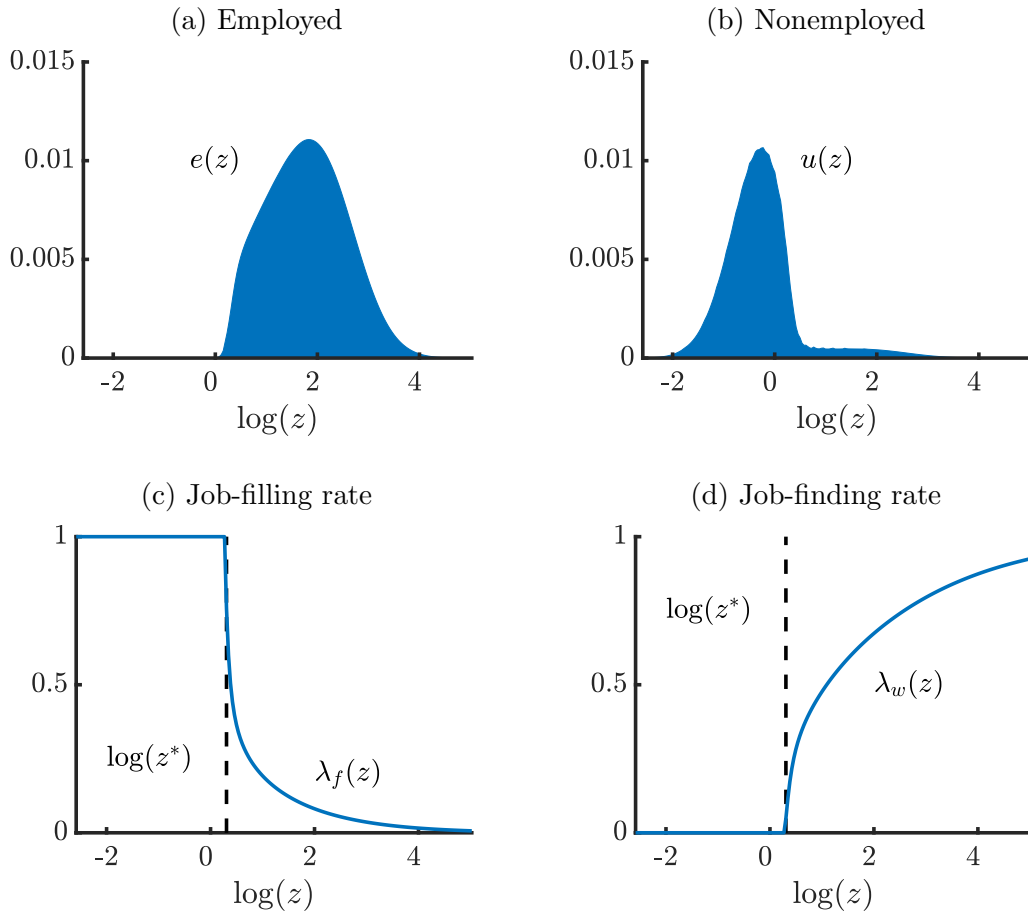 (a) Employed
0.015
0.01
0.005
0
e(z)
-2 0 2 4
log(z)
(b) Nonemployed
0.015
0.01
0.005
0
u(z)
-2 0 2 4
log(z)
(c) Job-filling rate
1
0.5
0
log(z*)
λ_f(z)
-2 0 2 4
log(z)
(d) Job-finding rate
1
0.5
0
log(z*)
λ_w(z)
-2 0 2 4
log(z)